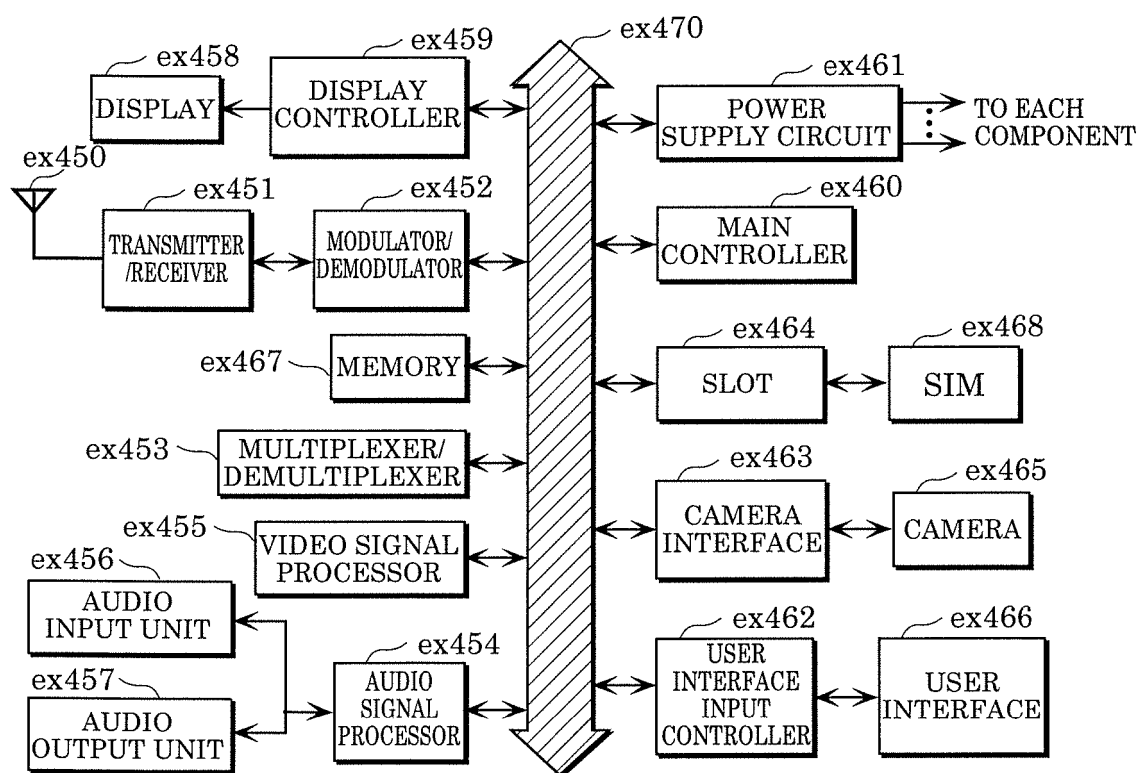 ex470
ex459
ex458
ex461
DISPLAY
DISPLAY
CONTROLLER
POWER
SUPPLY CIRCUIT
TO EACH
COMPONENT
ex450
ex451
ex452
ex460
TRANSMITTER
/RECEIVER
MODULATOR/
DEMODULATOR
MAIN
CONTROLLER
ex467
MEMORY
ex464
ex468
SLOT
SIM
ex453
MULTIPLEXER/
DEMULTIPLEXER
ex463
ex465
CAMERA
INTERFACE
CAMERA
ex455
VIDEO SIGNAL
PROCESSOR
ex456
AUDIO
INPUT UNIT
ex457
AUDIO
OUTPUT UNIT
ex454
AUDIO
SIGNAL
PROCESSOR
ex462
ex466
USER
INTERFACE
INPUT
CONTROLLER
USER
INTERFACE